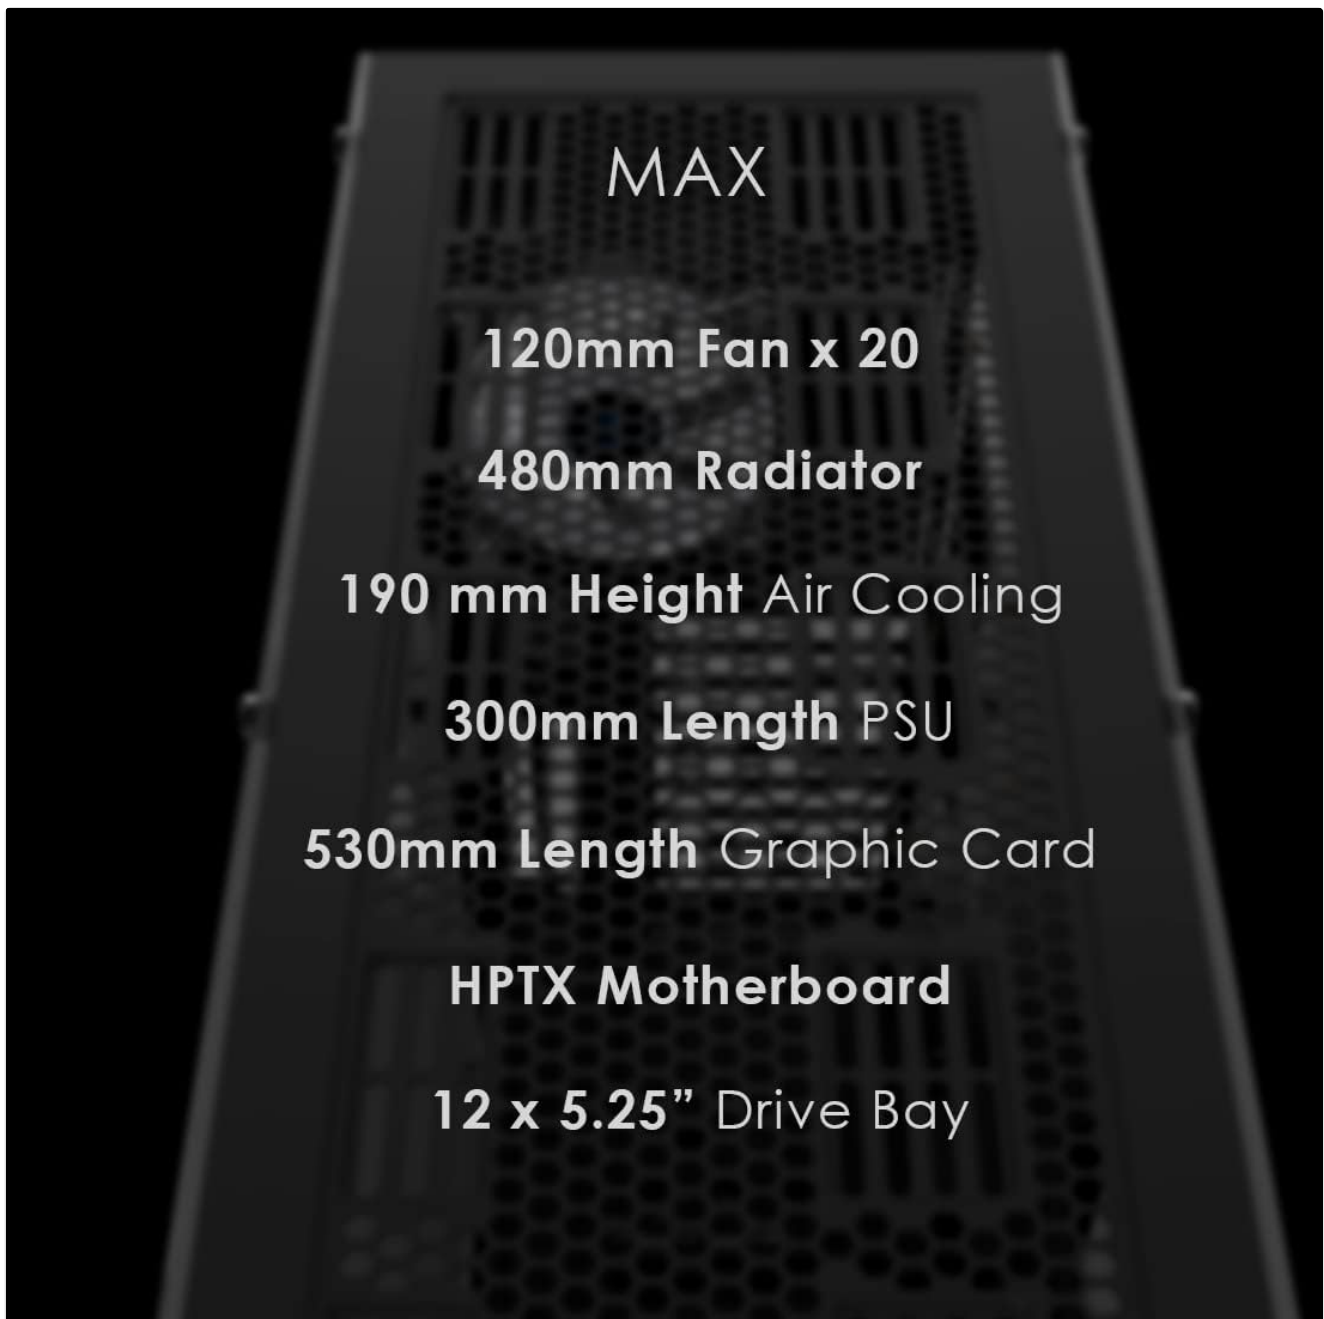 MAX
120mm Fan x 20
480mm Radiator
190 mm Height Air Cooling
300mm Length PSU
530mm Length Graphic Card
HPTX Motherboard
12 x 5.25” Drive Bay